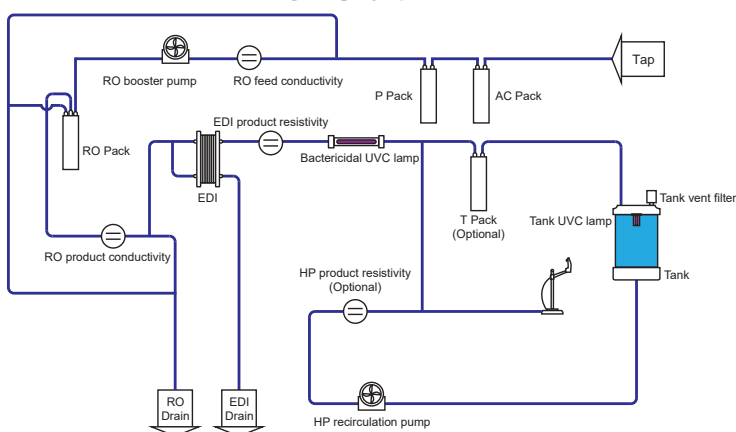 Tap
RO booster pump
RO feed conductivity
P Pack
AC Pack
EDI product resistivity
RO Pack
Bactericidal UVC lamp
EDI
T Pack
(Optional)
Tank vent filter
Tank UVC lamp
RO product conductivity
HP product resistivity
(Optional)
Tank
RO
Drain
EDI
Drain
HP recirculation pump